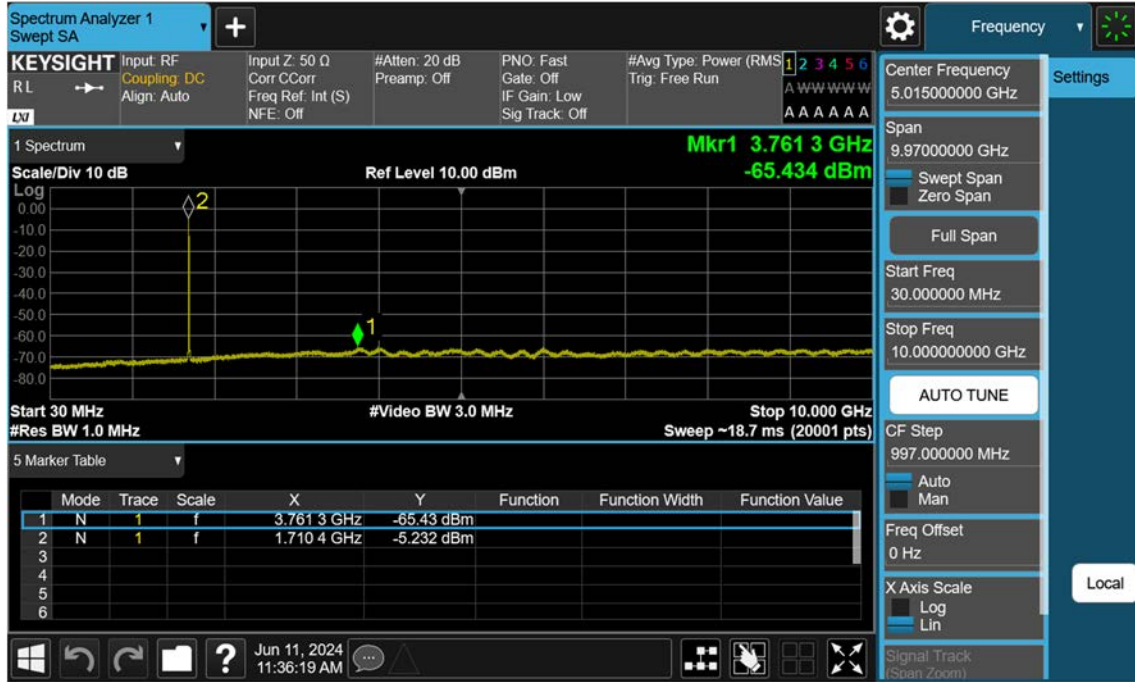 Spectrum Analyzer 1
Swept SA
Frequency
KEYSIGHT
RL
LXI
Input: RF
Coupling: DC
Align: Auto
Input Z: 50 Ω
Corr CCorr
Freq Ref: Int (S)
NFE: Off
#Atten: 20 dB
Preamp: Off
PNO: Fast
Gate: Off
IF Gain: Low
Sig Track: Off
#Avg Type: Power (RMS
Trig: Free Run
1 2 3 4 5 6
A W W W W W
A A A A A A
1 Spectrum
Scale/Div 10 dB
Ref Level 10.00 dBm
Mkr1 3.761 3 GHz
-65.434 dBm
Log
0.00
-10.0
-20.0
-30.0
-40.0
-50.0
-60.0
-70.0
-80.0
2
1
Start 30 MHz
#Video BW 3.0 MHz
Stop 10.000 GHz
#Res BW 1.0 MHz
Sweep ~18.7 ms (20001 pts)
5 Marker Table
Mode Trace Scale X Y Function Function Width Function Value
1 N 1 f 3.761 3 GHz -65.43 dBm
2 N 1 f 1.710 4 GHz -5.232 dBm
3
4
5
6
?
Jun 11, 2024
11:36:19 AM
Center Frequency
5.015000000 GHz
Settings
Span
9.97000000 GHz
Swept Span
Zero Span
Full Span
Start Freq
30.000000 MHz
Stop Freq
10.000000000 GHz
AUTO TUNE
CF Step
997.000000 MHz
Auto
Man
Freq Offset
0 Hz
X Axis Scale
Log
Lin
Local
Signal Track
(Span Zoom)